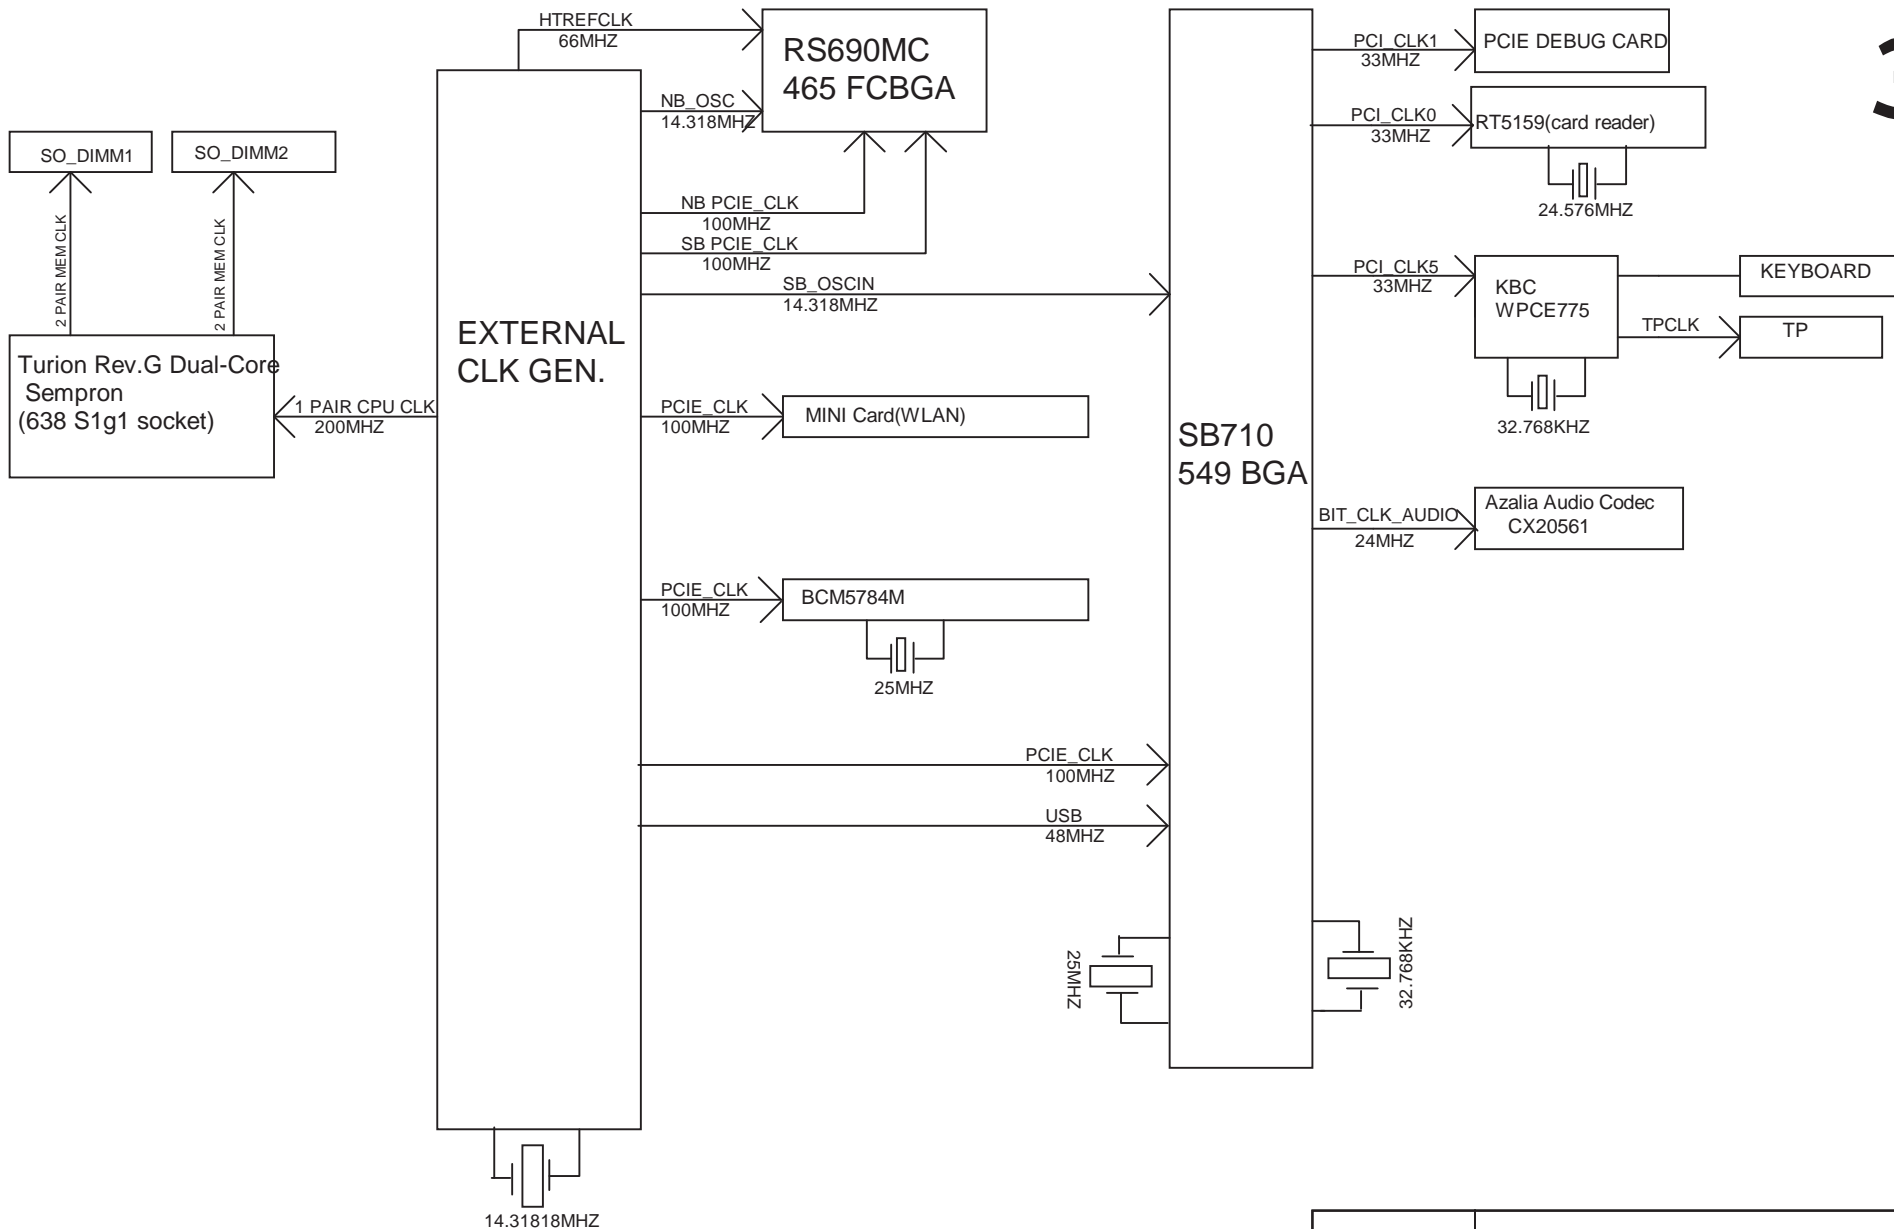 HTREFCLK
66MHZ
RS690MC
465 FCBGA
NB_OSC
14.318MHZ
NB PCIE_CLK
100MHZ
SB PCIE_CLK
100MHZ
SB_OSCIN
14.318MHZ
SO_DIMM1
SO_DIMM2
2 PAIR MEM CLK
2 PAIR MEM CLK
Turion Rev.G Dual-Core
Sempron
(638 S1g1 socket)
1 PAIR CPU CLK
200MHZ
EXTERNAL
CLK GEN.
PCIE_CLK
100MHZ
MINI Card(WLAN)
PCIE_CLK
100MHZ
BCM5784M
25MHZ
PCIE_CLK
100MHZ
USB
48MHZ
14.31818MHZ
SB710
549 BGA
25MHZ
32.768KHZ
PCI_CLK1
33MHZ
PCIE DEBUG CARD
PCI_CLK0
33MHZ
RT5159(card reader)
24.576MHZ
PCI_CLK5
33MHZ
KBC
WPCE775
KEYBOARD
TPCLK
TP
32.768KHZ
BIT_CLK_AUDIO
24MHZ
Azalia Audio Codec
CX20561